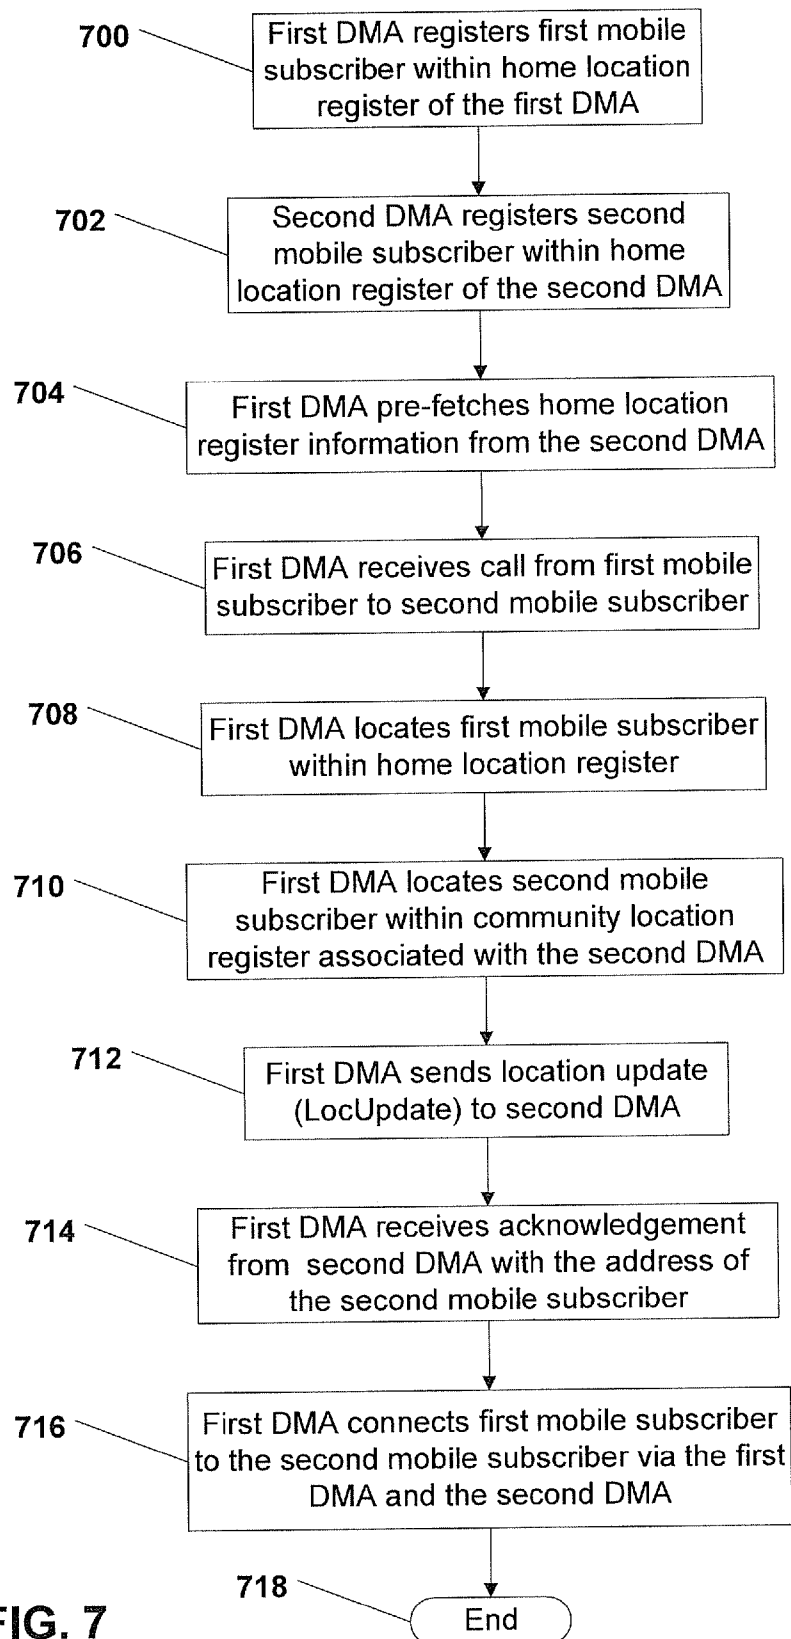 700
First DMA registers first mobile
subscriber within home location
register of the first DMA
702
Second DMA registers second
mobile subscriber within home
location register of the second DMA
704
First DMA pre-fetches home location
register information from the second DMA
706
First DMA receives call from first mobile
subscriber to second mobile subscriber
708
First DMA locates first mobile subscriber
within home location register
710
First DMA locates second mobile
subscriber within community location
register associated with the second DMA
712
First DMA sends location update
(LocUpdate) to second DMA
714
First DMA receives acknowledgement
from second DMA with the address of
the second mobile subscriber
716
First DMA connects first mobile subscriber
to the second mobile subscriber via the first
DMA and the second DMA
718
End
FIG. 7